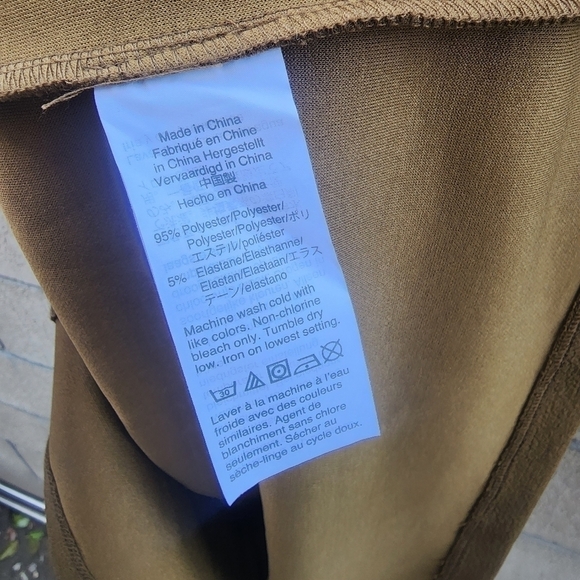 Made in China
Fabriqué en Chine
in China Hergestellt
Vervaardigd in China
中国製
Hecho en China
95% Polyester/Polyester/
Polyester/Polyester/ポリ
エステル/poliéster
5% Elastane/Elasthanne/
Elastan/Elastaan/エラス
テーン/elastano
Machine wash cold with
like colors. Non-chlorine
bleach only. Tumble dry
low. Iron on lowest setting.
30
Laver à la machine à l'eau
froide avec des couleurs
similaires. Agent de
blanchiment sans chlore
seulement. Sécher au
sèche-linge au cycle doux.